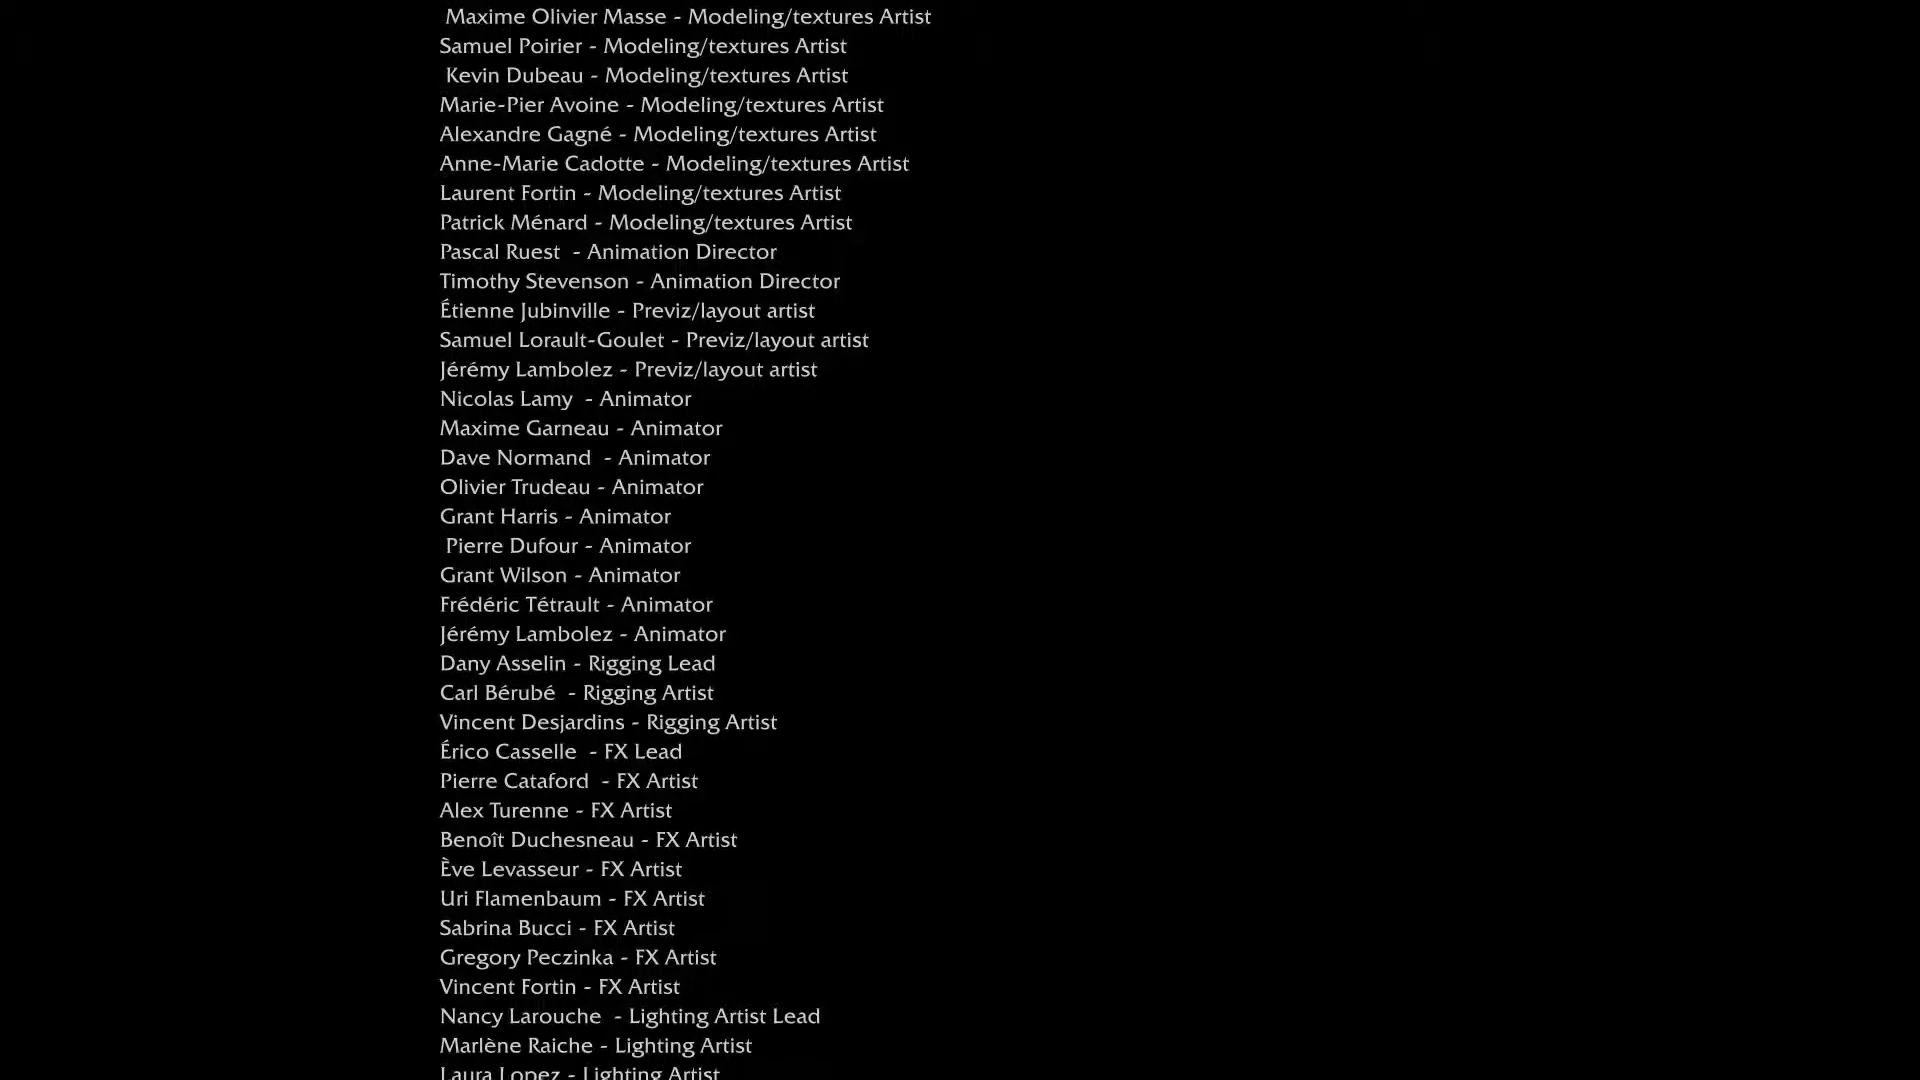 Maxime Olivier Masse - Modeling/textures Artist
Samuel Poirier - Modeling/textures Artist
Kevin Dubeau - Modeling/textures Artist
Marie-Pier Avoine - Modeling/textures Artist
Alexandre Gagné - Modeling/textures Artist
Anne-Marie Cadotte - Modeling/textures Artist
Laurent Fortin - Modeling/textures Artist
Patrick Ménard - Modeling/textures Artist
Pascal Ruest  - Animation Director
Timothy Stevenson - Animation Director
Étienne Jubinville - Previz/layout artist
Samuel Lorault-Goulet - Previz/layout artist
Jérémy Lambolez - Previz/layout artist
Nicolas Lamy  - Animator
Maxime Garneau - Animator
Dave Normand  - Animator
Olivier Trudeau - Animator
Grant Harris - Animator
Pierre Dufour - Animator
Grant Wilson - Animator
Frédéric Tétrault - Animator
Jérémy Lambolez - Animator
Dany Asselin - Rigging Lead
Carl Bérubé  - Rigging Artist
Vincent Desjardins - Rigging Artist
Érico Casselle  - FX Lead
Pierre Cataford  - FX Artist
Alex Turenne - FX Artist
Benoît Duchesneau - FX Artist
Ève Levasseur - FX Artist
Uri Flamenbaum - FX Artist
Sabrina Bucci - FX Artist
Gregory Peczinka - FX Artist
Vincent Fortin - FX Artist
Nancy Larouche  - Lighting Artist Lead
Marlène Raiche - Lighting Artist
Laura Lopez - Lighting Artist